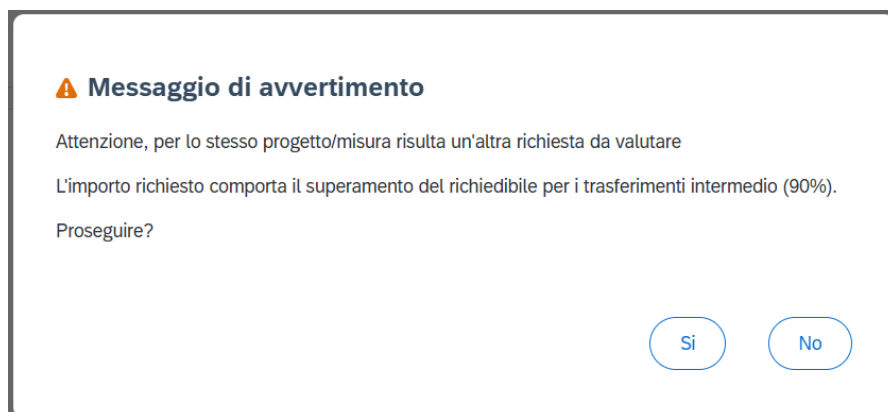 Messaggio di avvertimento
Attenzione, per lo stesso progetto/misura risulta un'altra richiesta da valutare
L'importo richiesto comporta il superamento del richiedibile per i trasferimenti intermedio (90%).
Proseguire?
Si
No